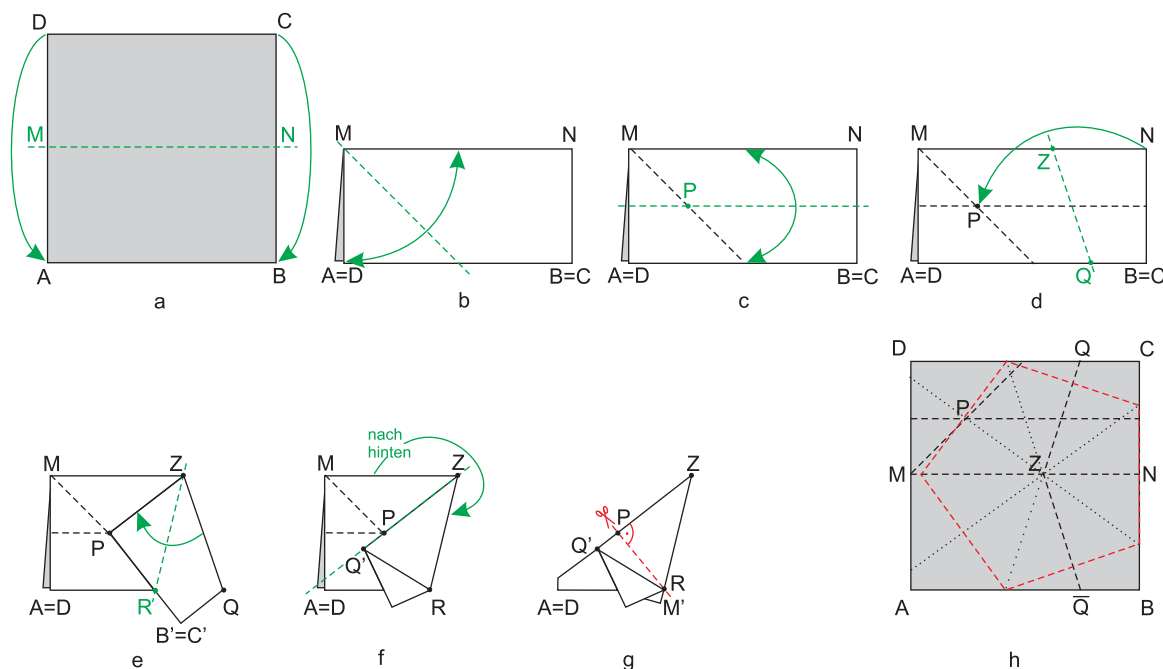 D C
M N
A B
a
M N
A=D B=C
b
M N
P
A=D B=C
c
M N
Z
P
A=D Q B=C
d
M Z
P
A=D R' Q
B'=C'
e
nach
hinten
M Z
P
Q'
A=D R
f
Z
P
Q'
R
A=D M'
g
D Q C
P
M Z N
A Q̅ B
h